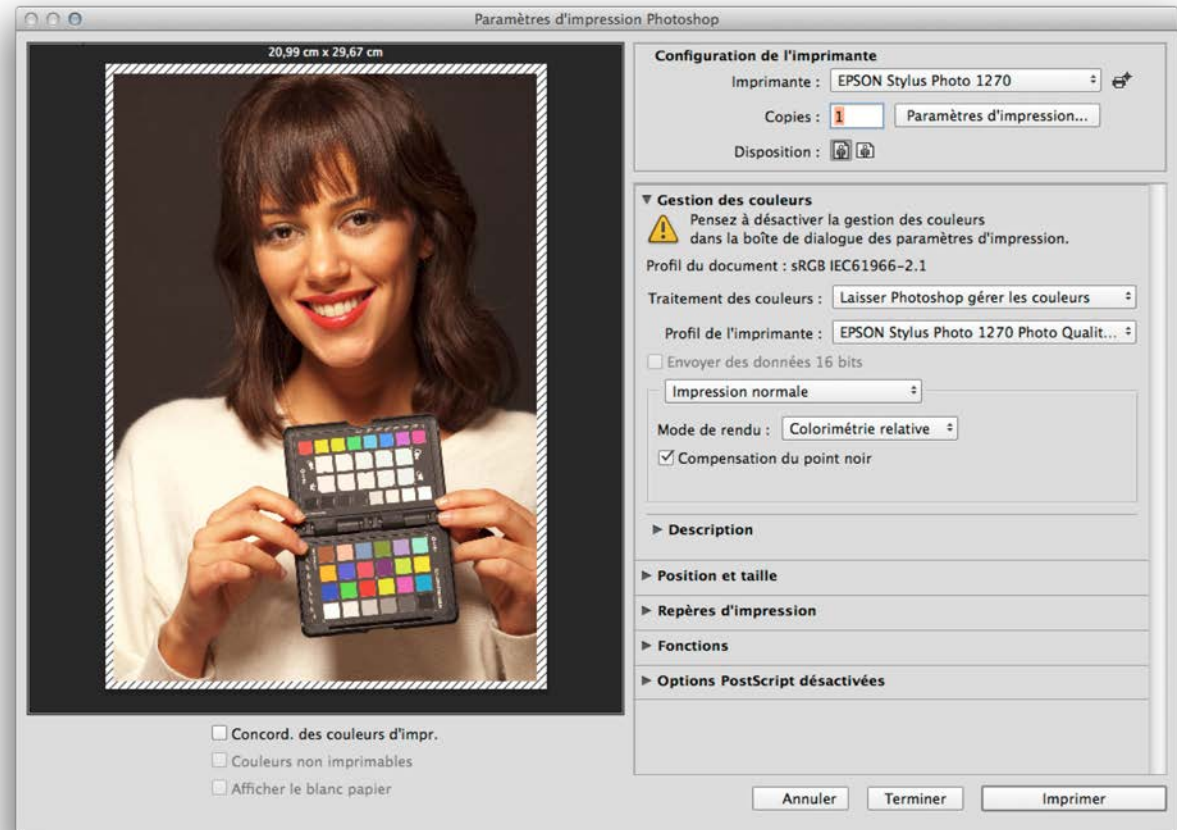 Paramètres d'impression Photoshop
20,99 cm x 29,67 cm
Configuration de l'imprimante
Imprimante : EPSON Stylus Photo 1270
Copies : 1 Paramètres d'impression...
Disposition :
Gestion des couleurs
Pensez à désactiver la gestion des couleurs
dans la boîte de dialogue des paramètres d'impression.
Profil du document : sRGB IEC61966-2.1
Traitement des couleurs : Laisser Photoshop gérer les couleurs
Profil de l'imprimante : EPSON Stylus Photo 1270 Photo Qualit...
Envoyer des données 16 bits
Impression normale
Mode de rendu : Colorimétrie relative
Compensation du point noir
Description
Position et taille
Repères d'impression
Fonctions
Options PostScript désactivées
Concord. des couleurs d'impr.
Couleurs non imprimables
Afficher le blanc papier
Annuler Terminer Imprimer